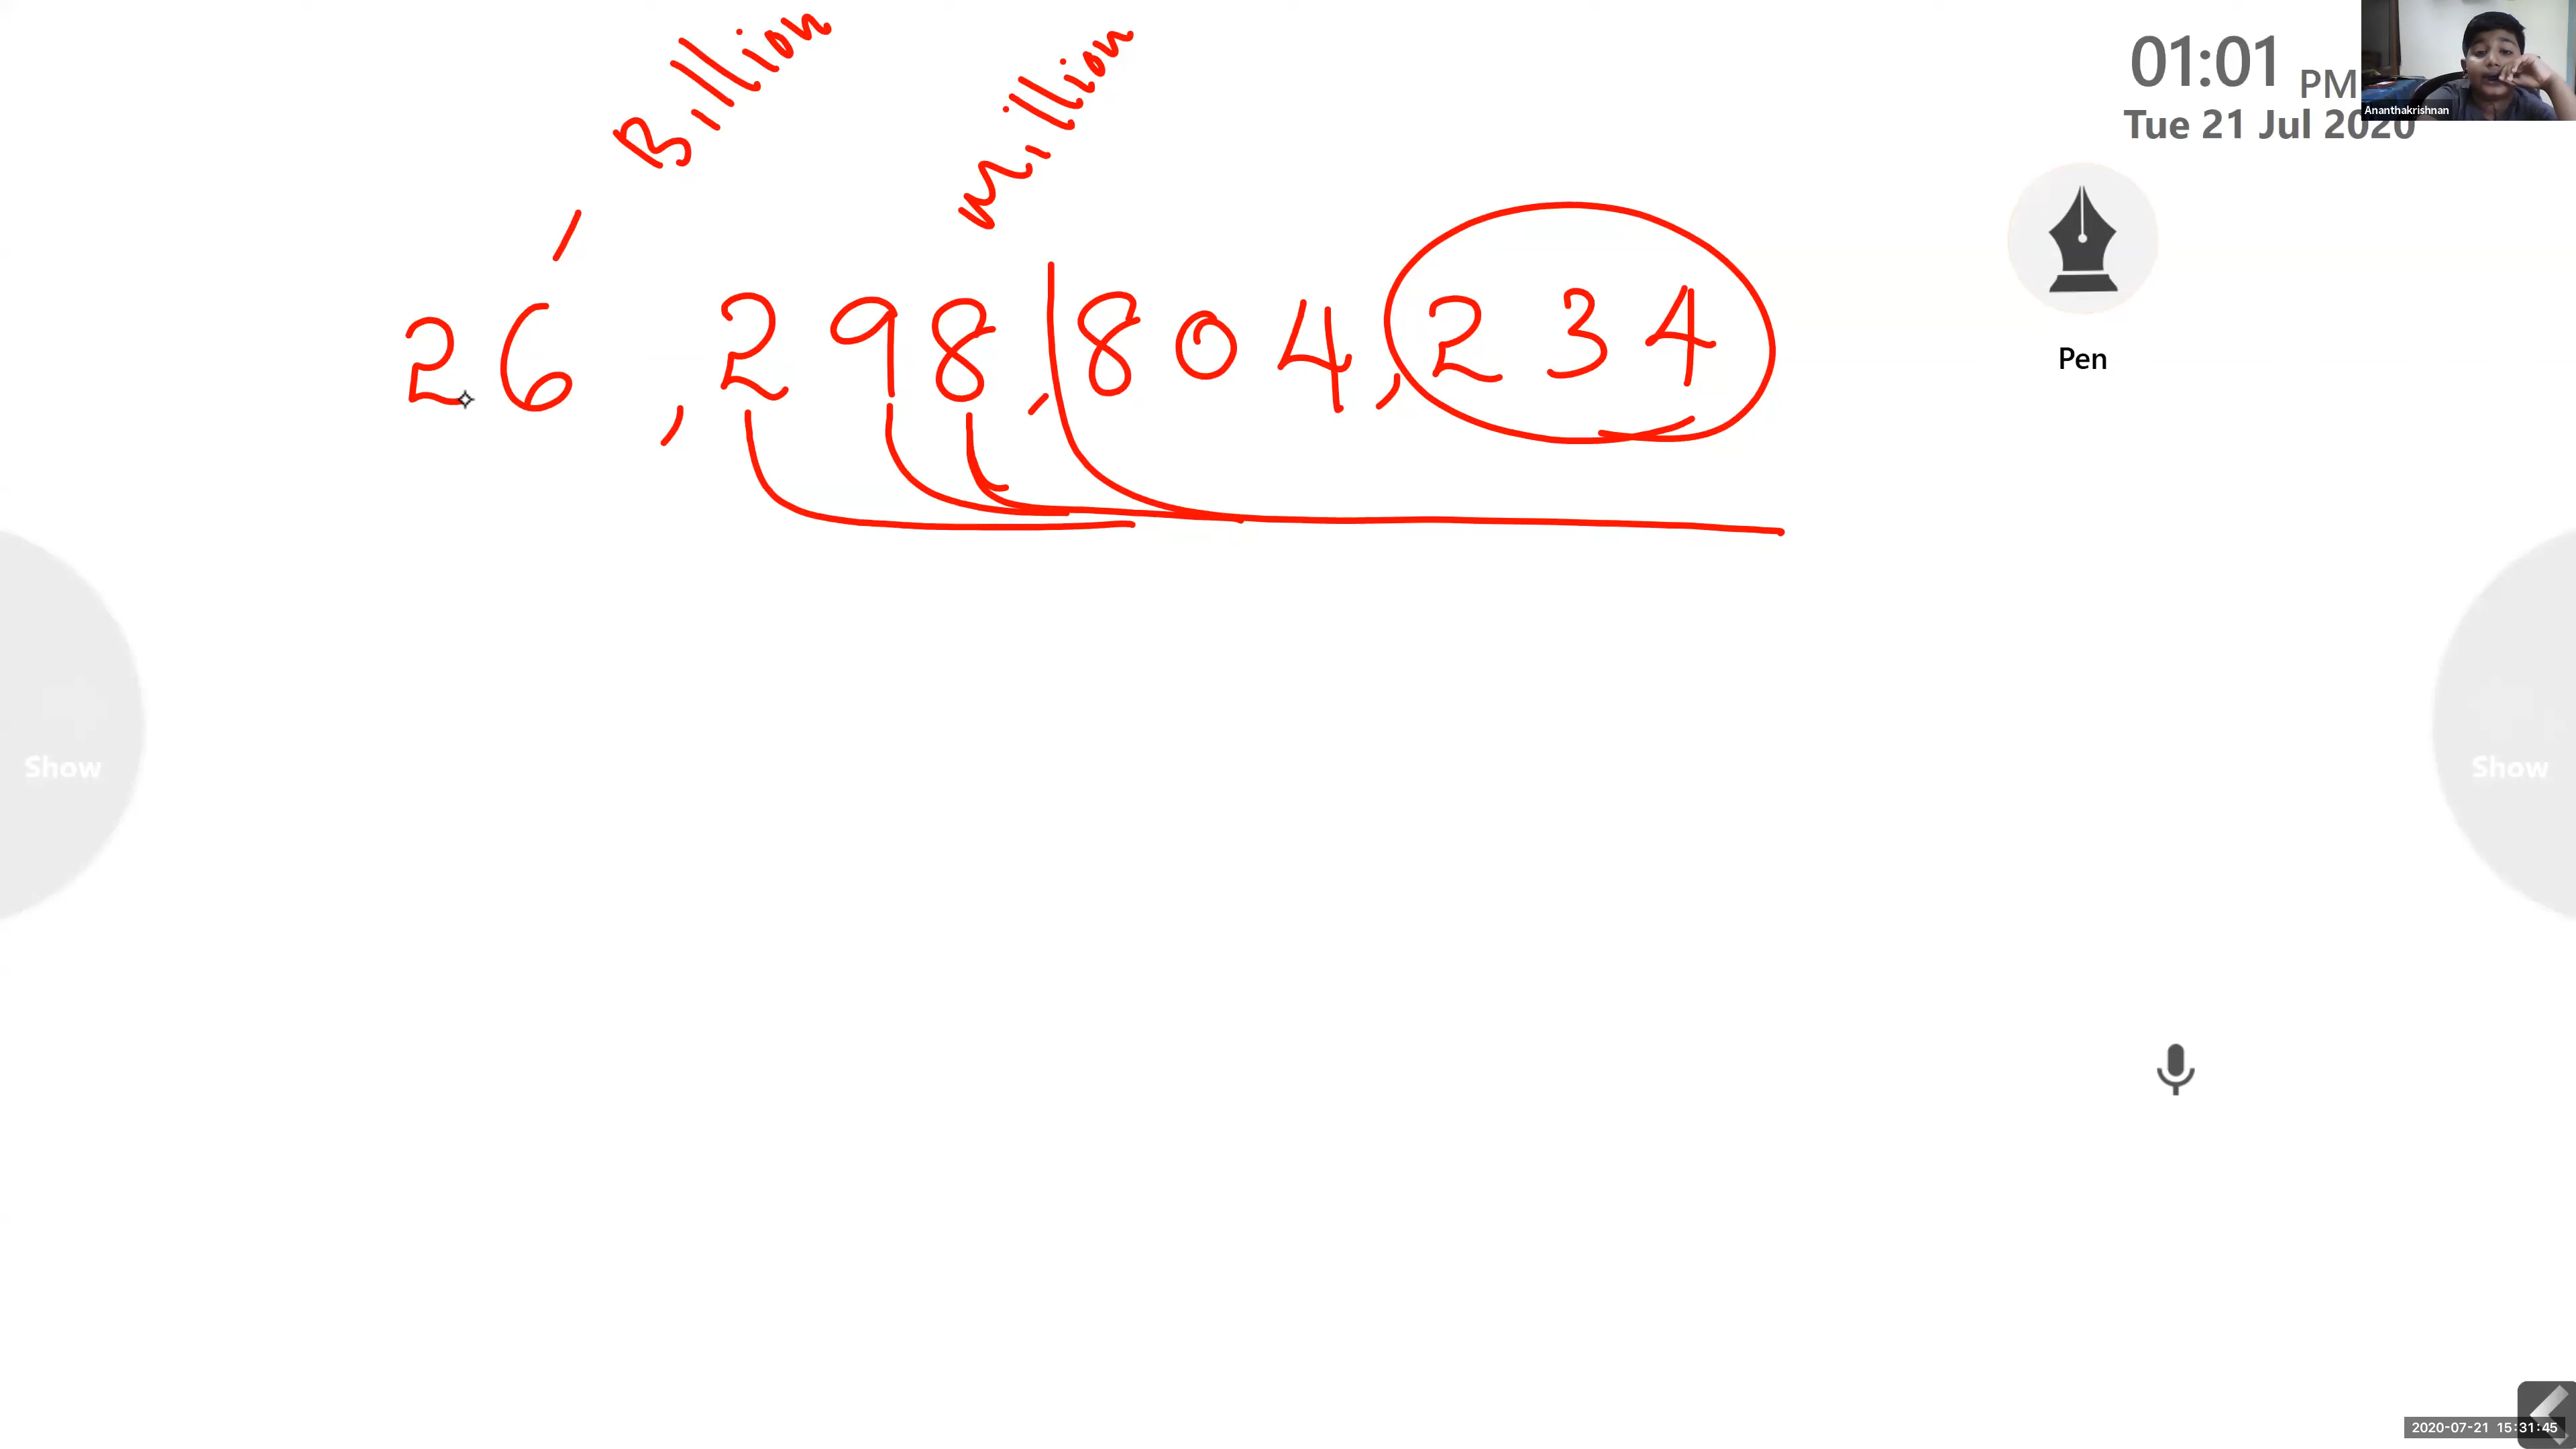 Billion
Million
26,298,804,234
01:01 PM
Tue 21 Jul 2020
Ananthakrishnan
Pen
Show
Show
2020-07-21 15:31:45